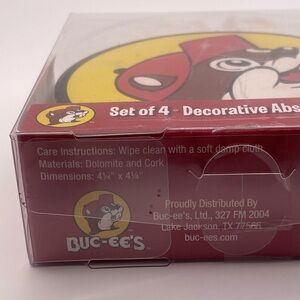 Set of 4 · Decorative Abs
Care Instructions: Wipe clean with a soft damp cloth.
Materials: Dolomite and Cork
Dimensions: 4¼" x 4¼"
Proudly Distributed By
Buc-ee's, Ltd., 327 FM 2004
Lake Jackson, TX 77566
buc-ees.com
BUC-EE'S